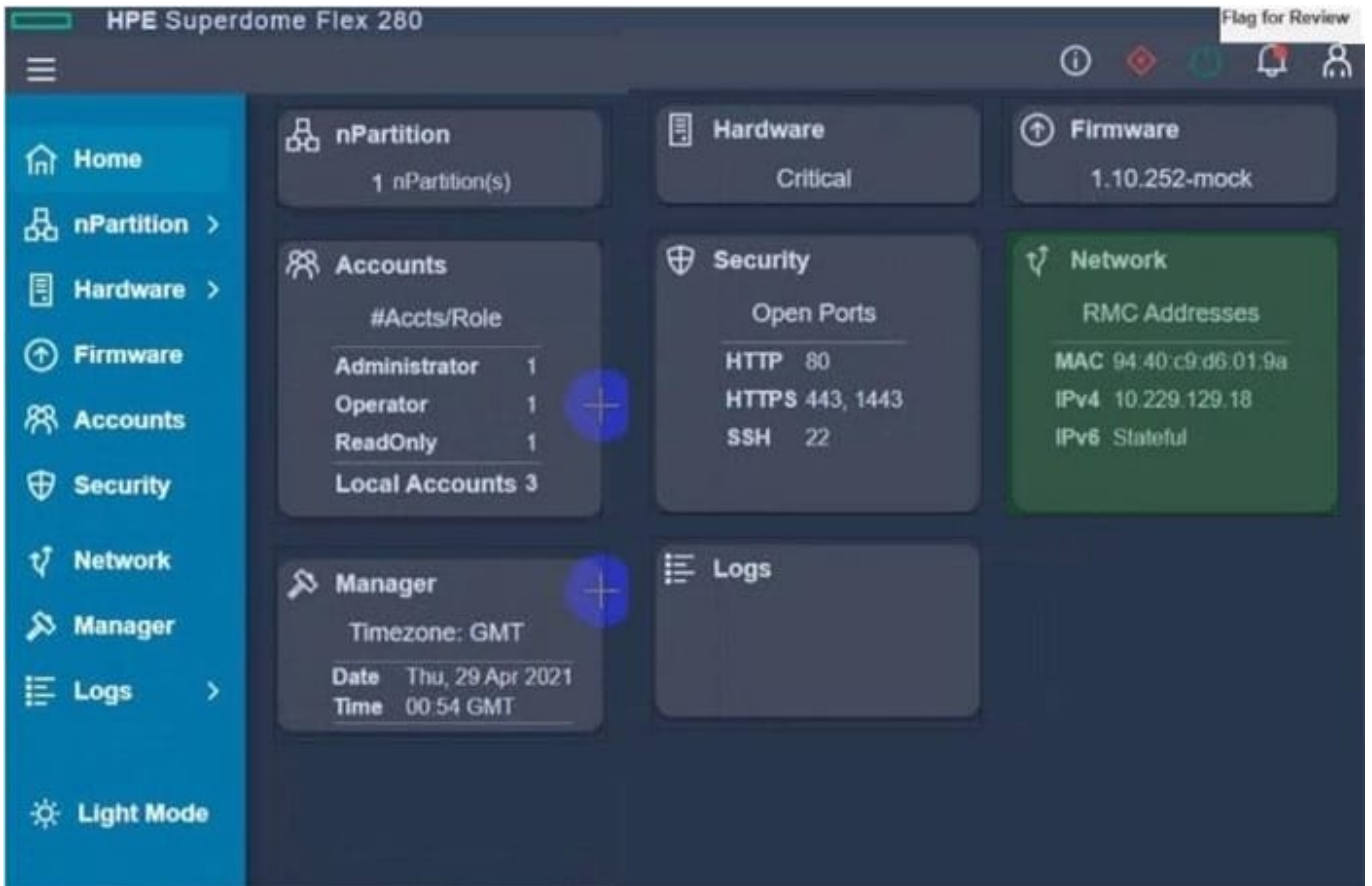 HPE Superdome Flex 280
Flag for Review
Home
nPartition
Hardware
Firmware
Accounts
Security
Network
Manager
Logs
Light Mode
nPartition
1 nPartition(s)
Hardware
Critical
Firmware
1.10.252-mock
Accounts
#Accts/Role
Administrator 1
Operator 1
ReadOnly 1
Local Accounts 3
Security
Open Ports
HTTP 80
HTTPS 443, 1443
SSH 22
Network
RMC Addresses
MAC 94:40:c9:d6:01:9a
IPv4 10.229.129.18
IPv6 Stateful
Manager
Timezone: GMT
Date Thu, 29 Apr 2021
Time 00:54 GMT
Logs